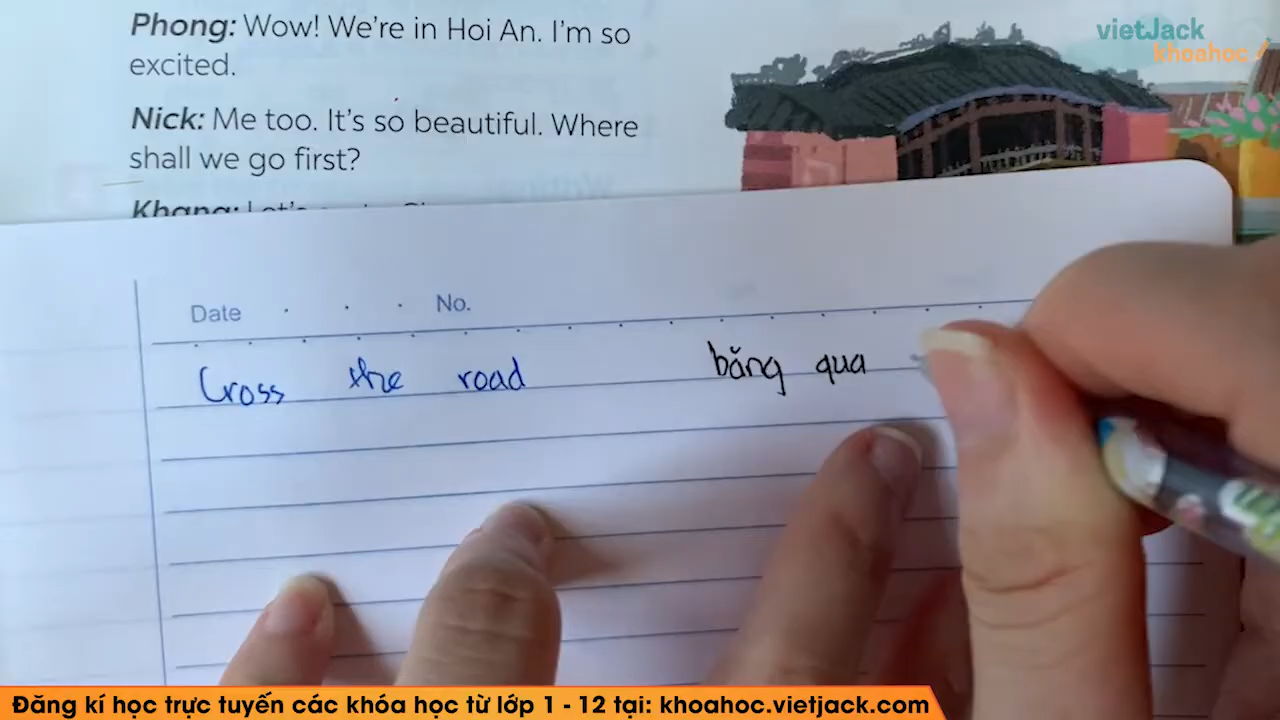 Phong: Wow! We're in Hoi An. I'm so
excited.
Nick: Me too. It's so beautiful. Where
shall we go first?
Khang: Let's
vietJack
khoahoc
Date . . . No.
Cross the road băng qua
Đăng kí học trực tuyến các khóa học từ lớp 1 - 12 tại: khoahoc.vietjack.com